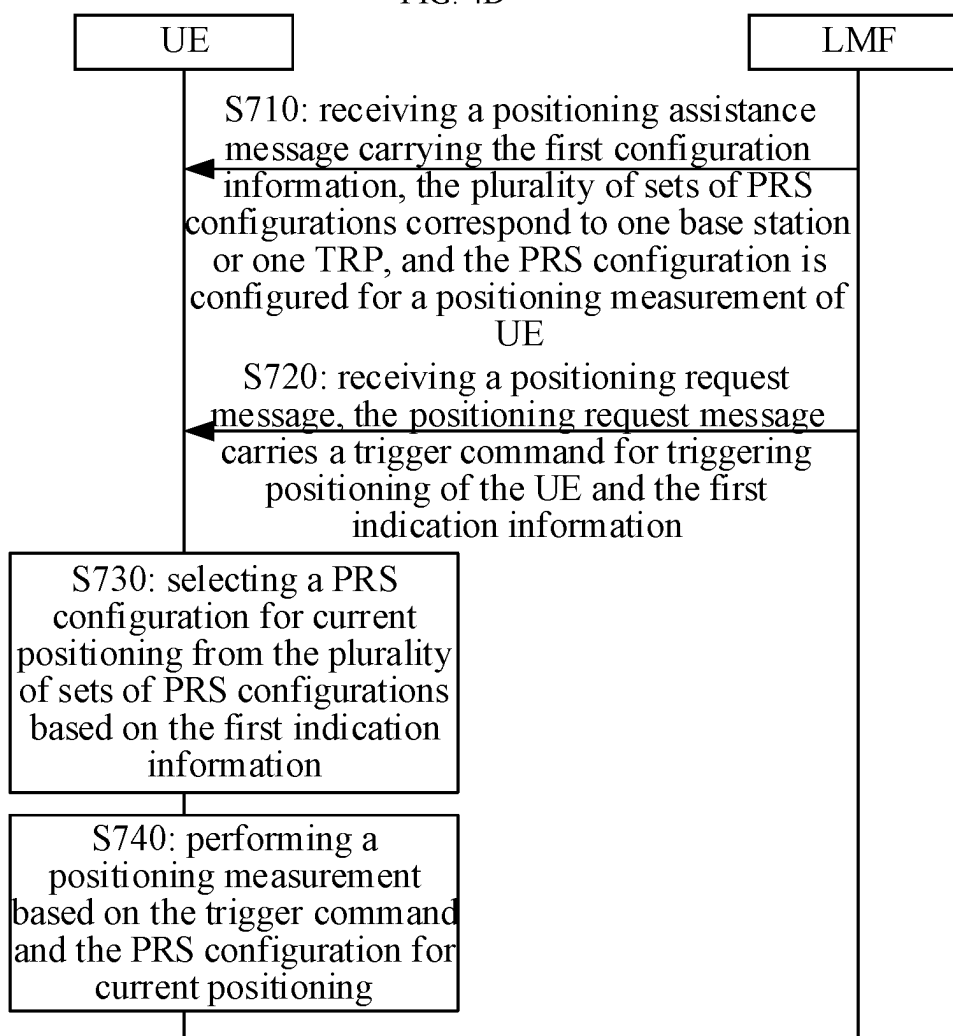 UE
LMF
S710: receiving a positioning assistance
message carrying the first configuration
information, the plurality of sets of PRS
configurations correspond to one base station
or one TRP, and the PRS configuration is
configured for a positioning measurement of
UE
S720: receiving a positioning request
message, the positioning request message
carries a trigger command for triggering
positioning of the UE and the first
indication information
S730: selecting a PRS
configuration for current
positioning from the plurality
of sets of PRS configurations
based on the first indication
information
S740: performing a
positioning measurement
based on the trigger command
and the PRS configuration for
current positioning